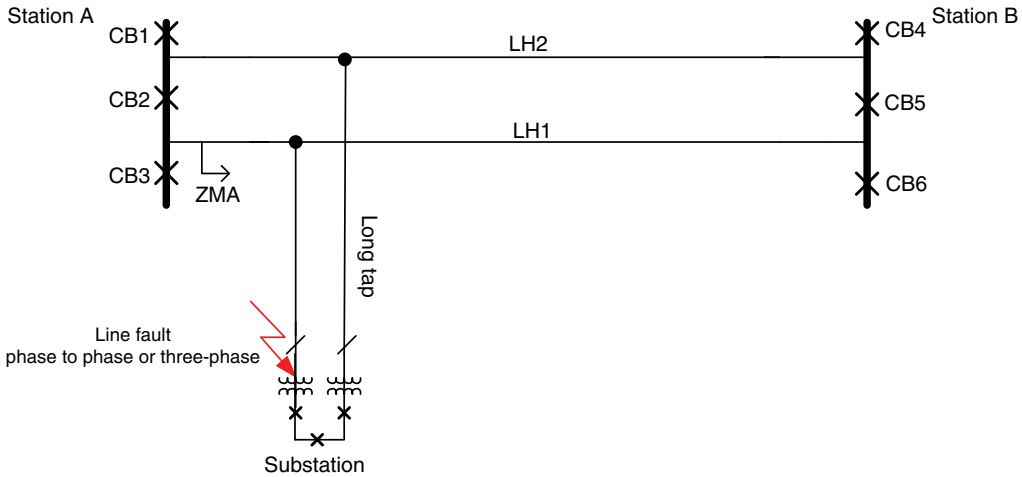 Station A
Station B
CB1
CB4
LH2
CB2
CB5
LH1
CB3
ZMA
CB6
Long tap
Line fault
phase to phase or three-phase
Substation